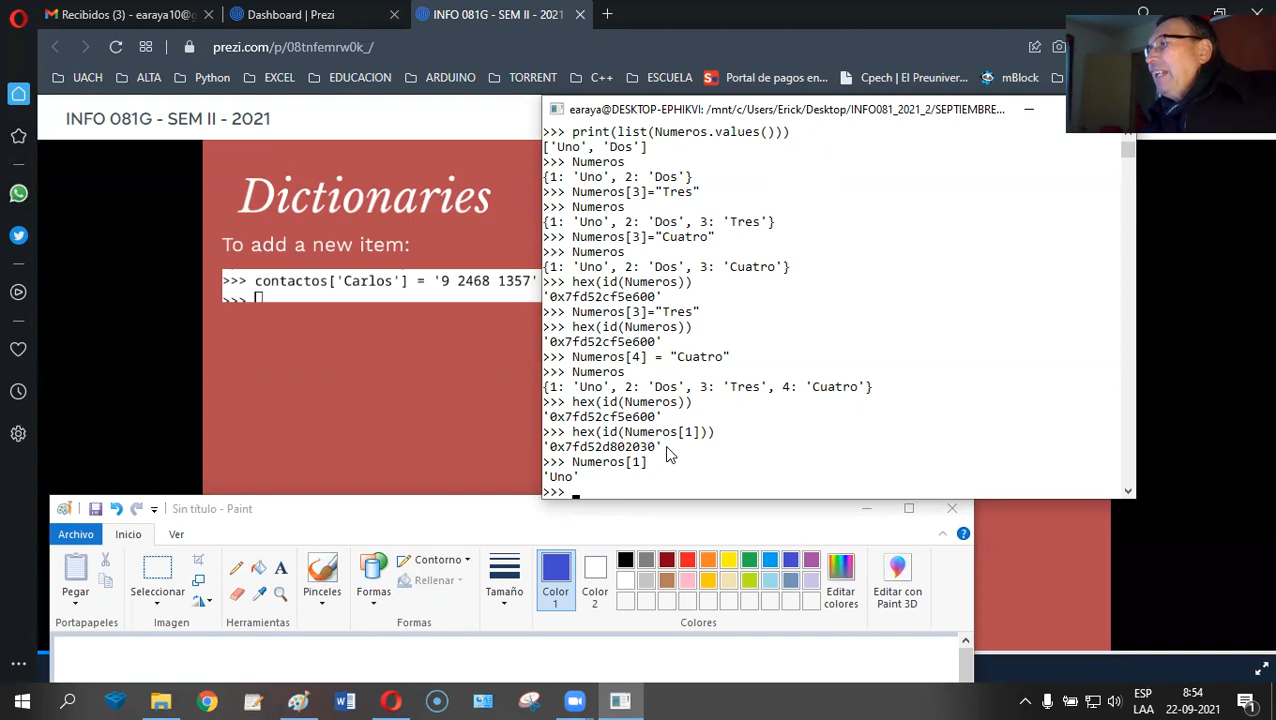 Recibidos (3) - earaya10@g
Dashboard | Prezi
INFO 081G - SEM II - 2021
prezi.com/p/08tnfemrw0k_/
UACH
ALTA
Python
EXCEL
EDUCACION
ARDUINO
TORRENT
C++
ESCUELA
Portal de pagos en...
Cpech | El Preuniver...
mBlock
INFO 081G - SEM II - 2021
Dictionaries
To add a new item:
>>> contactos['Carlos'] = '9 2468 1357'
>>>
earaya@DESKTOP-EPHIKVI: /mnt/c/Users/Erick/Desktop/INFO081_2021_2/SEPTIEMBRE...
>>> print(list(Numeros.values()))
['Uno', 'Dos']
>>> Numeros
{1: 'Uno', 2: 'Dos'}
>>> Numeros[3]="Tres"
>>> Numeros
{1: 'Uno', 2: 'Dos', 3: 'Tres'}
>>> Numeros[3]="Cuatro"
>>> Numeros
{1: 'Uno', 2: 'Dos', 3: 'Cuatro'}
>>> hex(id(Numeros))
'0x7fd52cf5e600'
>>> Numeros[3]="Tres"
>>> hex(id(Numeros))
'0x7fd52cf5e600'
>>> Numeros[4] = "Cuatro"
>>> Numeros
{1: 'Uno', 2: 'Dos', 3: 'Tres', 4: 'Cuatro'}
>>> hex(id(Numeros))
'0x7fd52cf5e600'
>>> hex(id(Numeros[1]))
'0x7fd52d802030'
>>> Numeros[1]
'Uno'
>>>
Sin título - Paint
Archivo
Inicio
Ver
Pegar
Seleccionar
Pinceles
Formas
Contorno
Rellenar
Tamaño
Color
1
Color
2
Editar
colores
Editar con
Paint 3D
Portapapeles
Imagen
Herramientas
Formas
Colores
ESP
LAA
8:54
22-09-2021
1